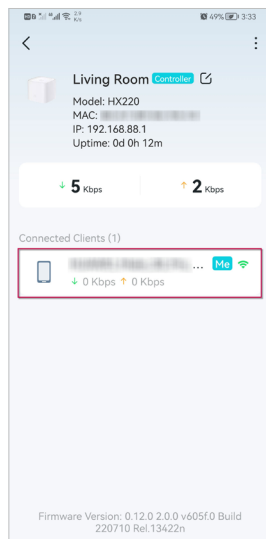 2.9
K/s
49%
3:33
Living Room Controller
Model: HX220
MAC:
IP: 192.168.88.1
Uptime: 0d 0h 12m
↓ 5 Kbps ↑ 2 Kbps
Connected Clients (1)
... Me
↓ 0 Kbps ↑ 0 Kbps
Firmware Version: 0.12.0 2.0.0 v605f.0 Build
220710 Rel.13422n